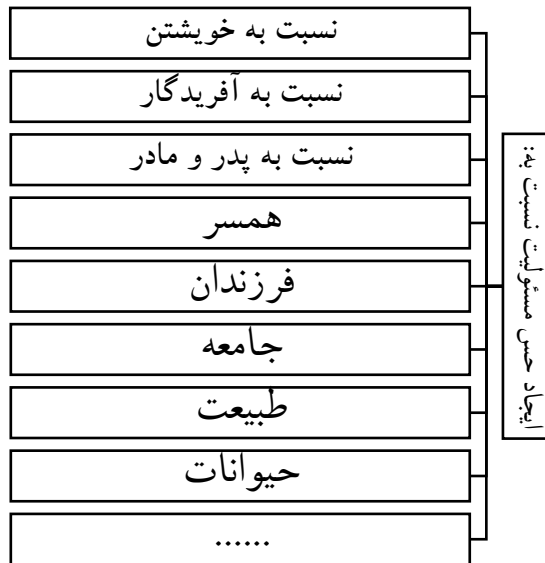 ایجاد حس مسئولیت نسبت به:
نسبت به خویشتن
نسبت به آفریدگار
نسبت به پدر و مادر
همسر
فرزندان
جامعه
طبیعت
حیوانات
......